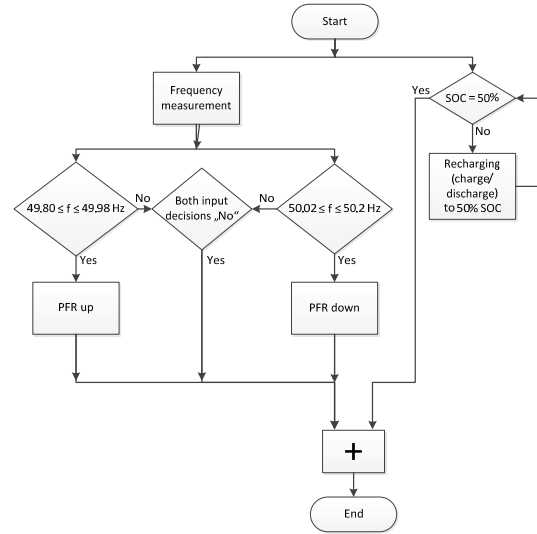 Start
Frequency
measurement
Yes
SOC = 50%
No
Recharging
(charge/
discharge)
to 50% SOC
49,80 ≤ f ≤ 49,98 Hz
No
Both input
decisions „No“
No
50,02 ≤ f ≤ 50,2 Hz
Yes
Yes
Yes
PFR up
PFR down
+
End